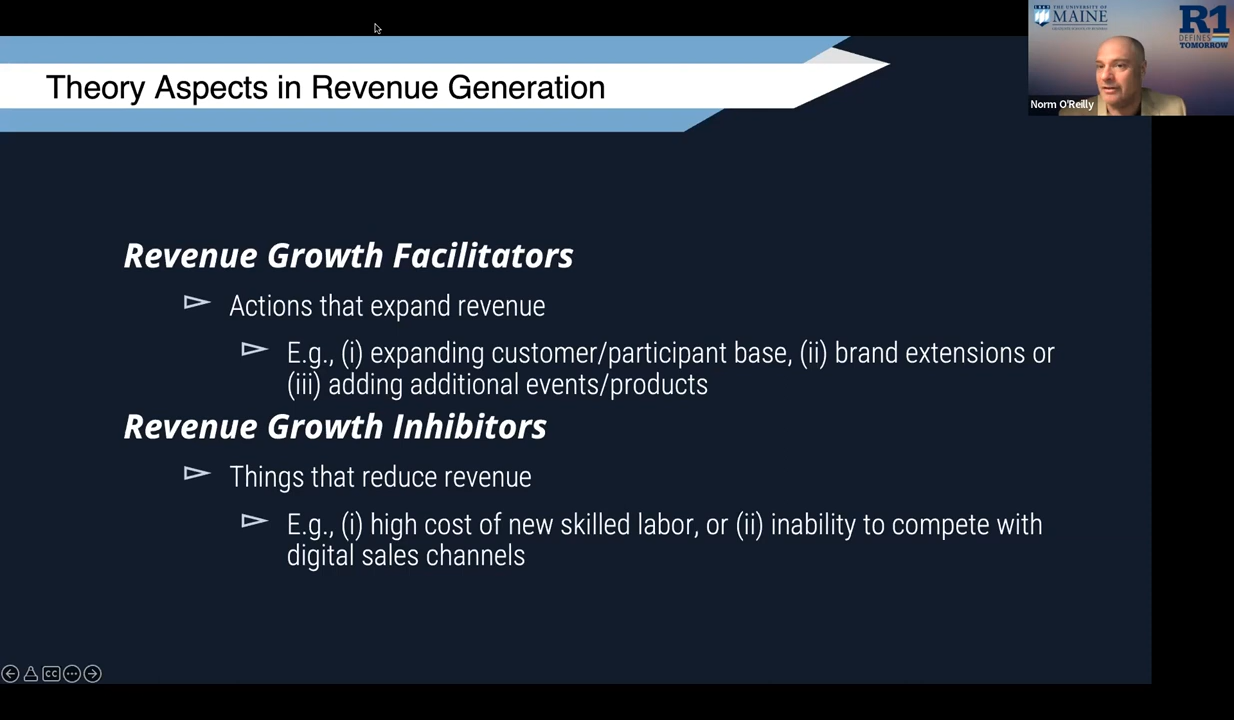 THE UNIVERSITY OF
MAINE
R1
DEFINES
TOMORROW
Norm O'Reilly
Theory Aspects in Revenue Generation
Revenue Growth Facilitators
Actions that expand revenue
E.g., (i) expanding customer/participant base, (ii) brand extensions or
(iii) adding additional events/products
Revenue Growth Inhibitors
Things that reduce revenue
E.g., (i) high cost of new skilled labor, or (ii) inability to compete with
digital sales channels
CC